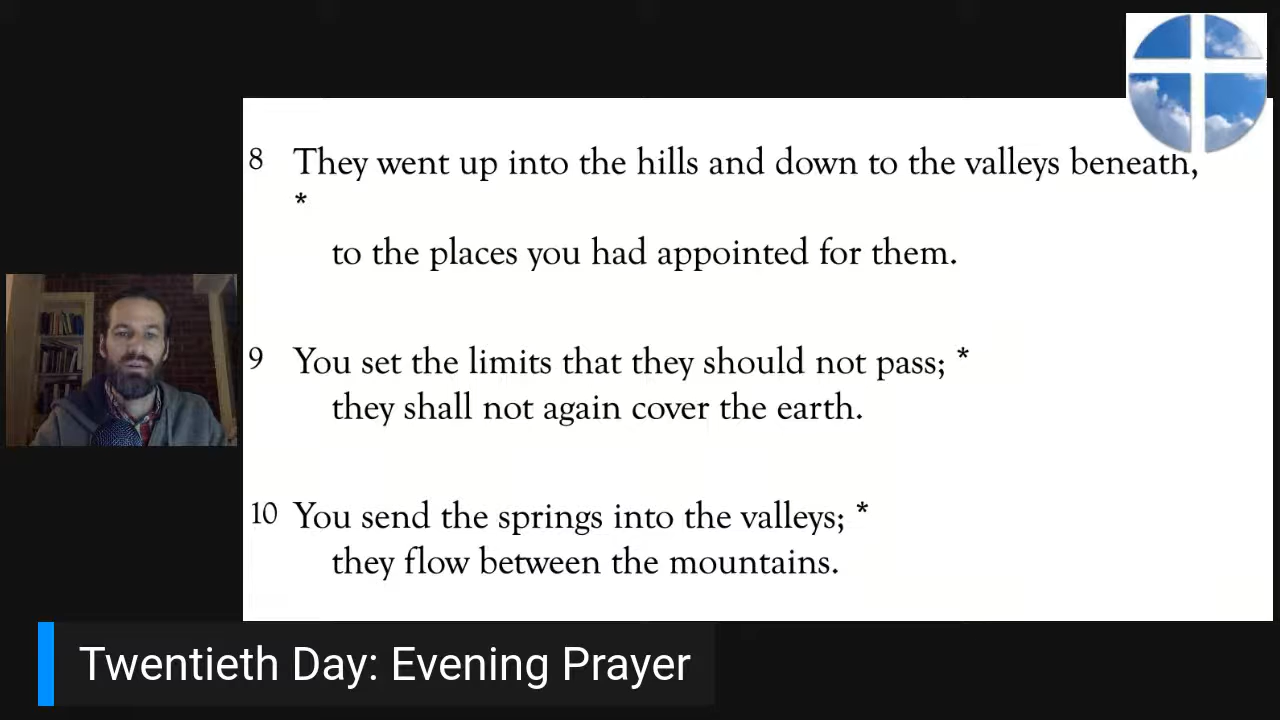 8 They went up into the hills and down to the valleys beneath,
*
to the places you had appointed for them.
9 You set the limits that they should not pass; *
they shall not again cover the earth.
10 You send the springs into the valleys; *
they flow between the mountains.
Twentieth Day: Evening Prayer